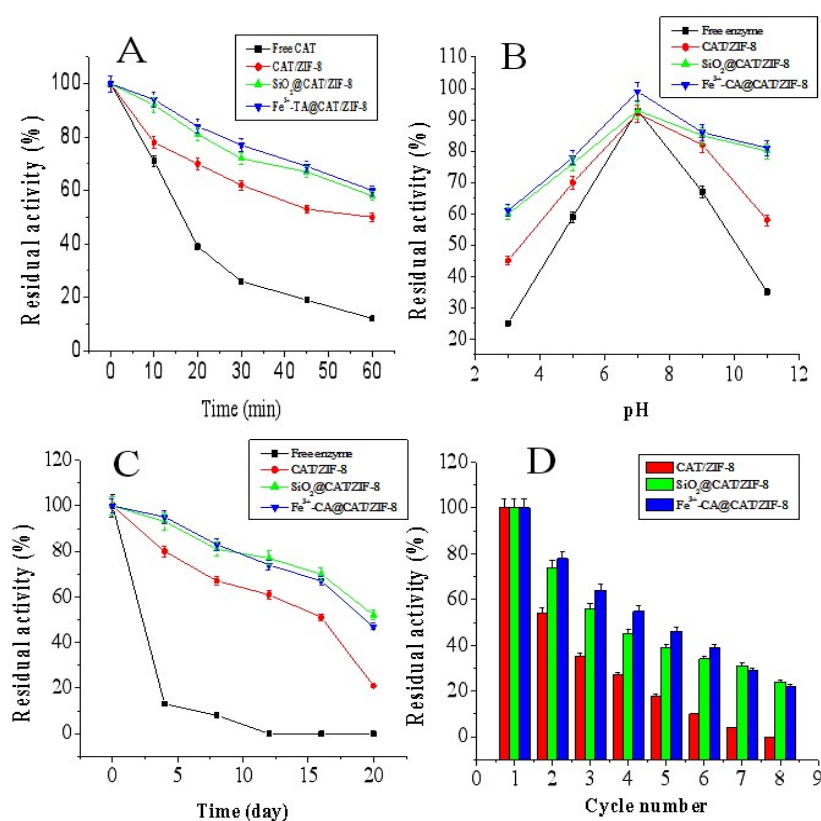 A
Free CAT
CAT/ZIF-8
SiO2@CAT/ZIF-8
Fe3+-TA@CAT/ZIF-8
Residual activity (%)
100
80
60
40
20
0
0 10 20 30 40 50 60
Time (min)
B
Free enzyme
CAT/ZIF-8
SiO2@CAT/ZIF-8
Fe3+-CA@CAT/ZIF-8
Residual activity (%)
110
100
90
80
70
60
50
40
30
20
2 4 6 8 10 12
pH
C
Free enzyme
CAT/ZIF-8
SiO2@CAT/ZIF-8
Fe3+-CA@CAT/ZIF-8
Residual activity (%)
120
100
80
60
40
20
0
0 5 10 15 20
Time (day)
D
CAT/ZIF-8
SiO2@CAT/ZIF-8
Fe3+-CA@CAT/ZIF-8
Residual activity (%)
120
100
80
60
40
20
0
0 1 2 3 4 5 6 7 8 9
Cycle number